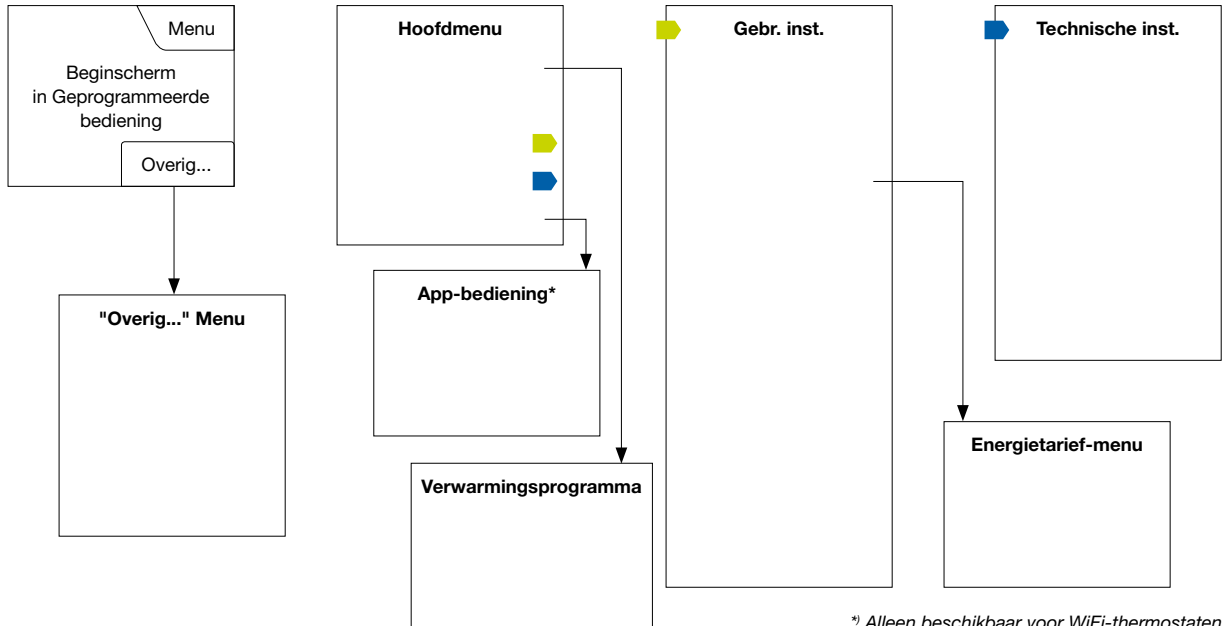 Menu
Beginscherm
in Geprogrammeerde
bediening
Overig...
"Overig..." Menu
Hoofdmenu
App-bediening*
Verwarmingsprogramma
Gebr. inst.
Technische inst.
Energietarief-menu
*) Alleen beschikbaar voor WiFi-thermostaten